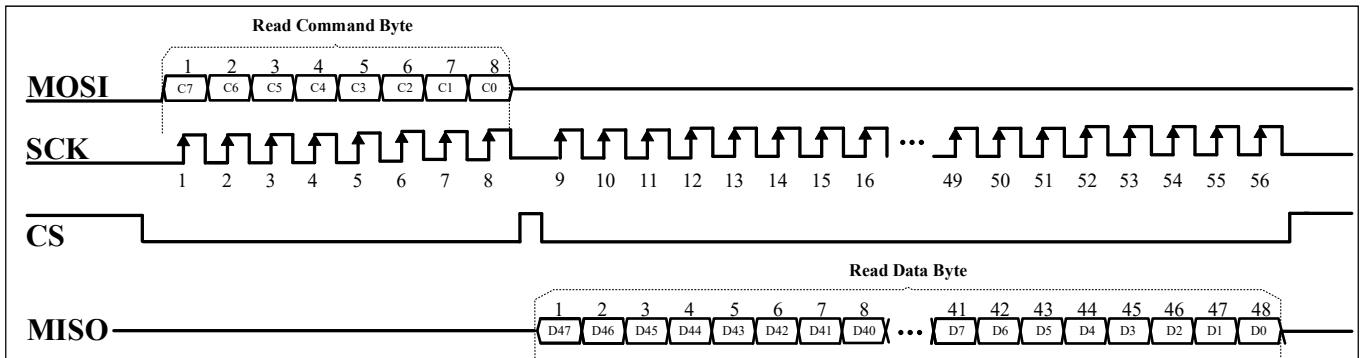 Read Command Byte
1 2 3 4 5 6 7 8
MOSI C7 C6 C5 C4 C3 C2 C1 C0
SCK ...
1 2 3 4 5 6 7 8 9 10 11 12 13 14 15 16 49 50 51 52 53 54 55 56
CS
Read Data Byte
1 2 3 4 5 6 7 8 41 42 43 44 45 46 47 48
MISO D47 D46 D45 D44 D43 D42 D41 D40 ... D7 D6 D5 D4 D3 D2 D1 D0